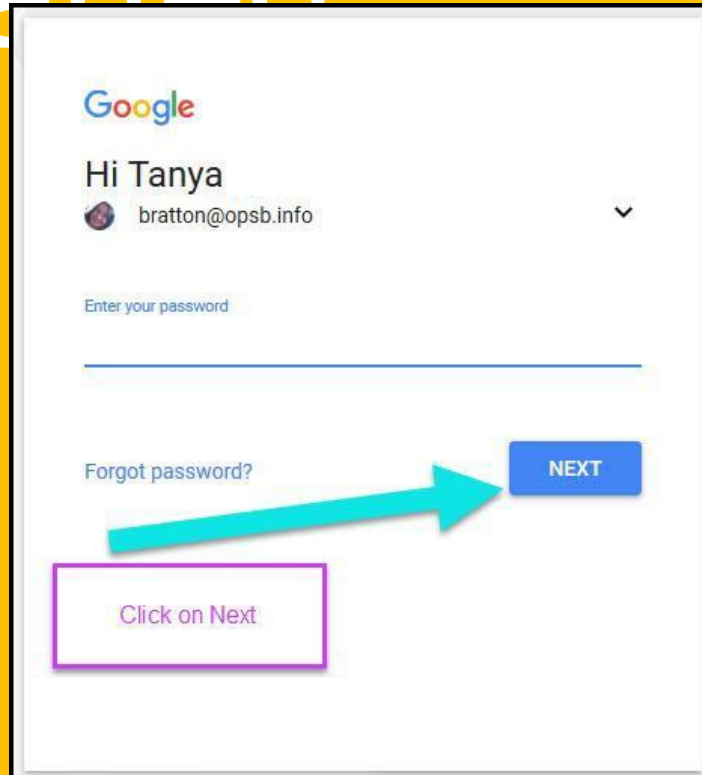 Google
Hi Tanya
bratton@opsb.info
Enter your password
Forgot password?
NEXT
Click on Next